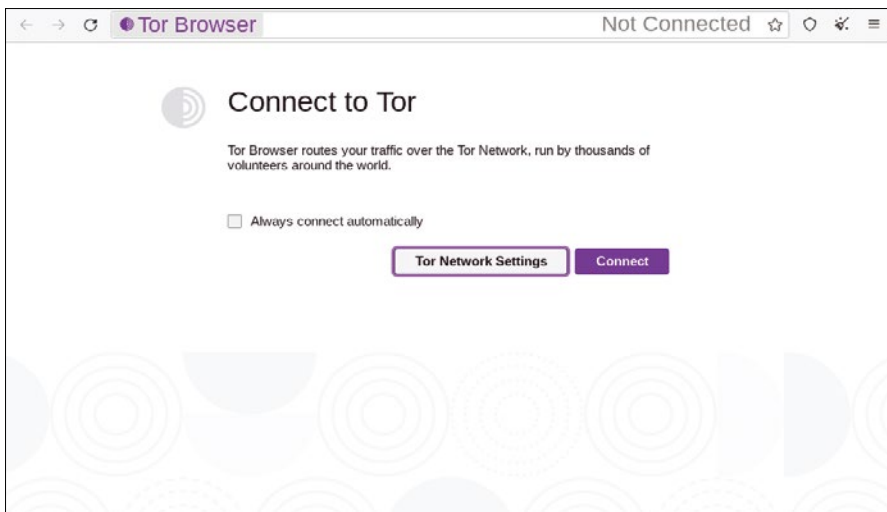 Tor Browser
Not Connected
Connect to Tor
Tor Browser routes your traffic over the Tor Network, run by thousands of
volunteers around the world.
Always connect automatically
Tor Network Settings
Connect